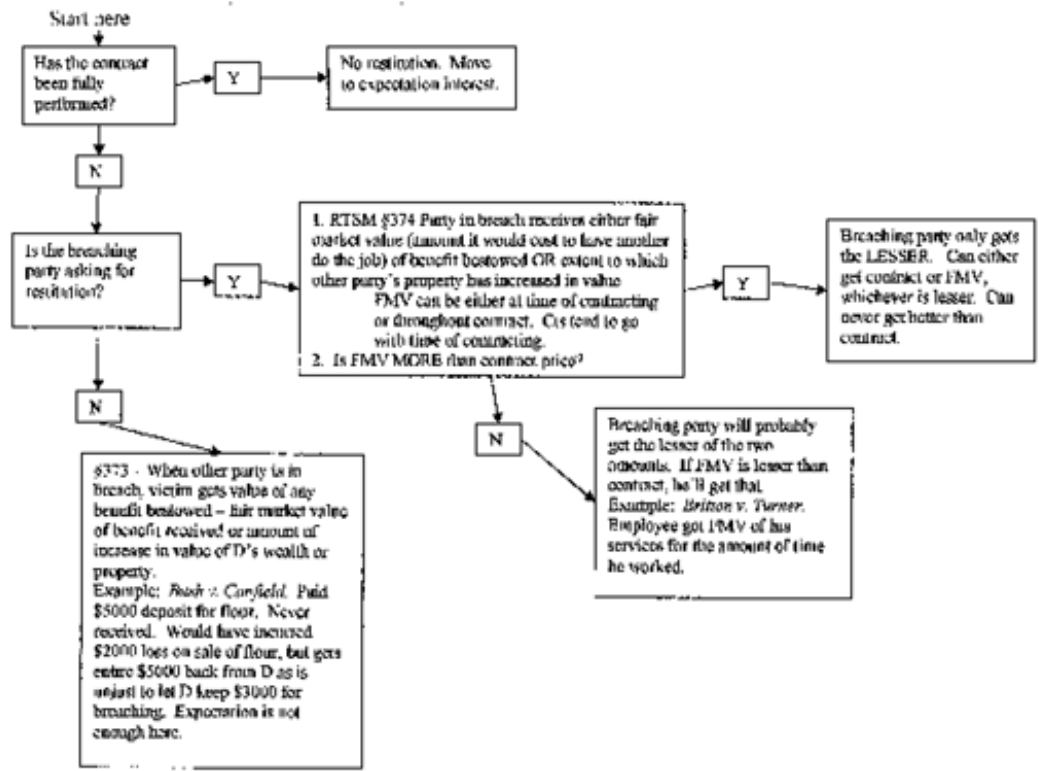 Start here
Has the contract
been fully
performed?
Y
No restitution. Move
to expectation interest.
N
Is the breaching
party asking for
restitution?
Y
1. RTSM §374 Party in breach receives either fair
market value (amount it would cost to have another
do the job) of benefit bestowed OR extent to which
other party's property has increased in value
FMV can be either at time of contracting
or throughout contract. Cts tend to go
with time of contracting.
2. Is FMV MORE than contract price?
Y
Breaching party only gets
the LESSER. Can either
get contract or FMV,
whichever is lesser. Can
never get better than
contract.
N
N
Breaching party will probably
get the lesser of the two
amounts. If FMV is lesser than
contract, he'll get that.
Example: Britton v. Turner.
Employee got FMV of his
services for the amount of time
he worked.
§373 - When other party is in
breach, victim gets value of any
benefit bestowed – fair market value
of benefit received or amount of
increase in value of D's wealth or
property.
Example: Bush v. Canfield. Paid
$5000 deposit for flour. Never
received. Would have incurred
$2000 loss on sale of flour, but gets
entire $5000 back from D as is
unjust to let D keep $3000 for
breaching. Expectation is not
enough here.